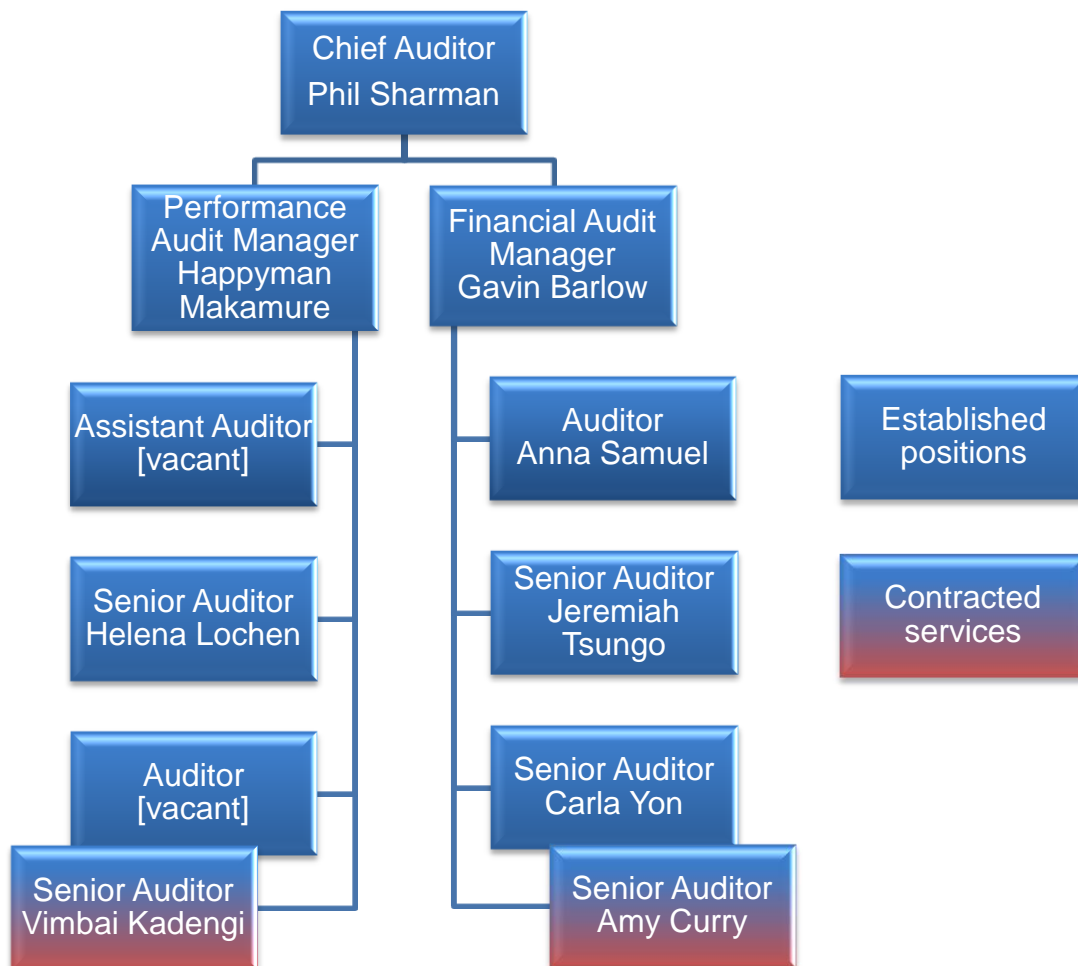 Chief Auditor
Phil Sharman
Performance
Audit Manager
Happyman
Makamure
Financial Audit
Manager
Gavin Barlow
Assistant Auditor
[vacant]
Auditor
Anna Samuel
Established
positions
Senior Auditor
Helena Lochen
Senior Auditor
Jeremiah
Tsungo
Contracted
services
Auditor
[vacant]
Senior Auditor
Carla Yon
Senior Auditor
Vimbai Kadengi
Senior Auditor
Amy Curry